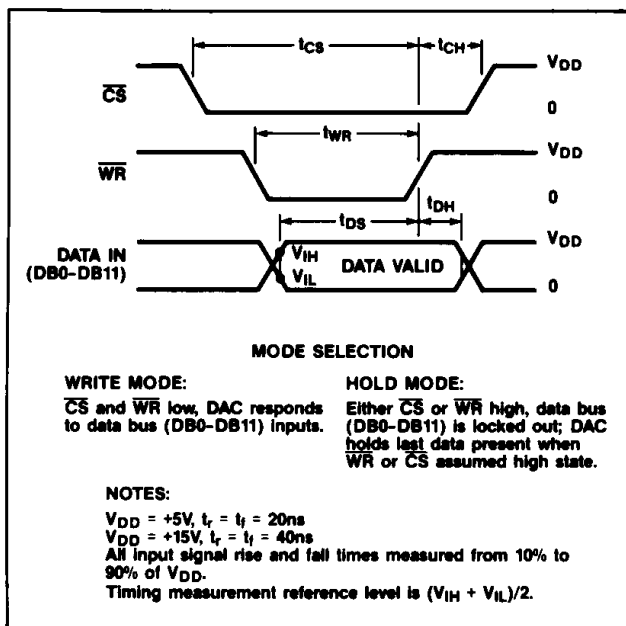 tCS
tCH
VDD
CS
0
tWR
VDD
WR
0
tDS
tDH
VDD
DATA IN
(DB0–DB11)
VIH
VIL
DATA VALID
0
MODE SELECTION
WRITE MODE:
CS and WR low, DAC responds
to data bus (DB0–DB11) inputs.
HOLD MODE:
Either CS or WR high, data bus
(DB0–DB11) is locked out; DAC
holds last data present when
WR or CS assumed high state.
NOTES:
VDD = +5V, tr = tf = 20ns
VDD = +15V, tr = tf = 40ns
All input signal rise and fall times measured from 10% to
90% of VDD.
Timing measurement reference level is (VIH + VIL)/2.